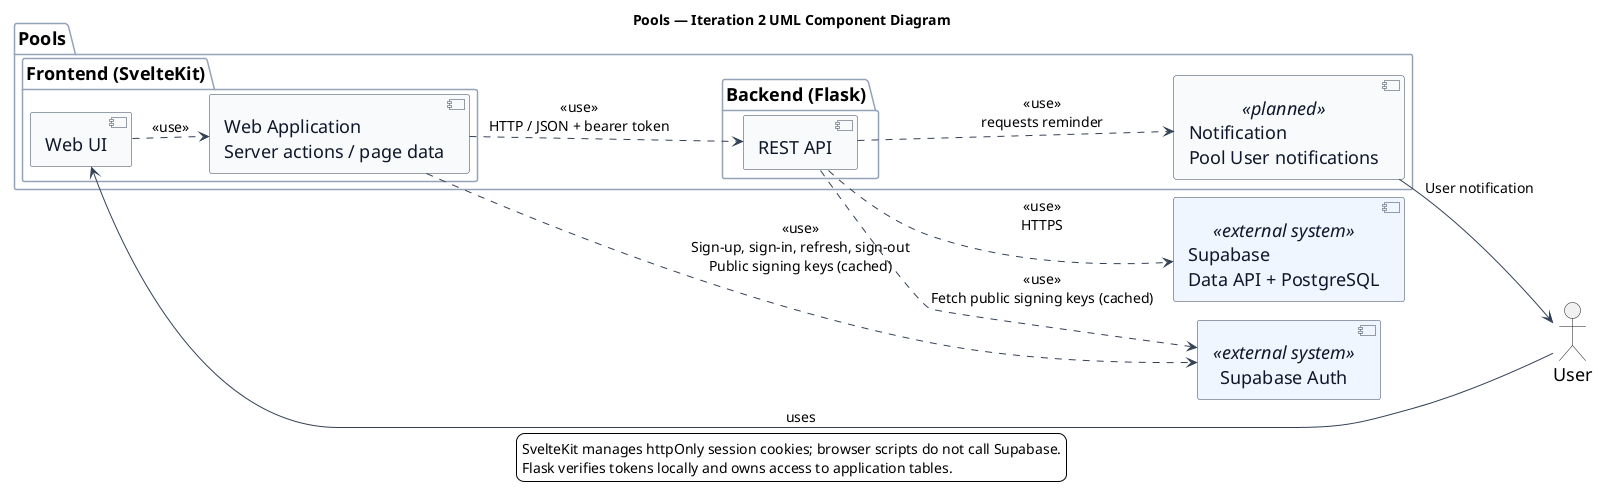 Pools — Iteration 2 UML Component Diagram
Pools
Frontend (SvelteKit)
Web UI
«use»
Web Application
Server actions / page data
«use»
HTTP / JSON + bearer token
Backend (Flask)
REST API
«use»
requests reminder
«planned»
Notification
Pool User notifications
User notification
«use»
HTTPS
«external system»
Supabase
Data API + PostgreSQL
«use»
Sign-up, sign-in, refresh, sign-out
Public signing keys (cached)
«use»
Fetch public signing keys (cached)
«external system»
Supabase Auth
User
uses
SvelteKit manages httpOnly session cookies; browser scripts do not call Supabase.
Flask verifies tokens locally and owns access to application tables.